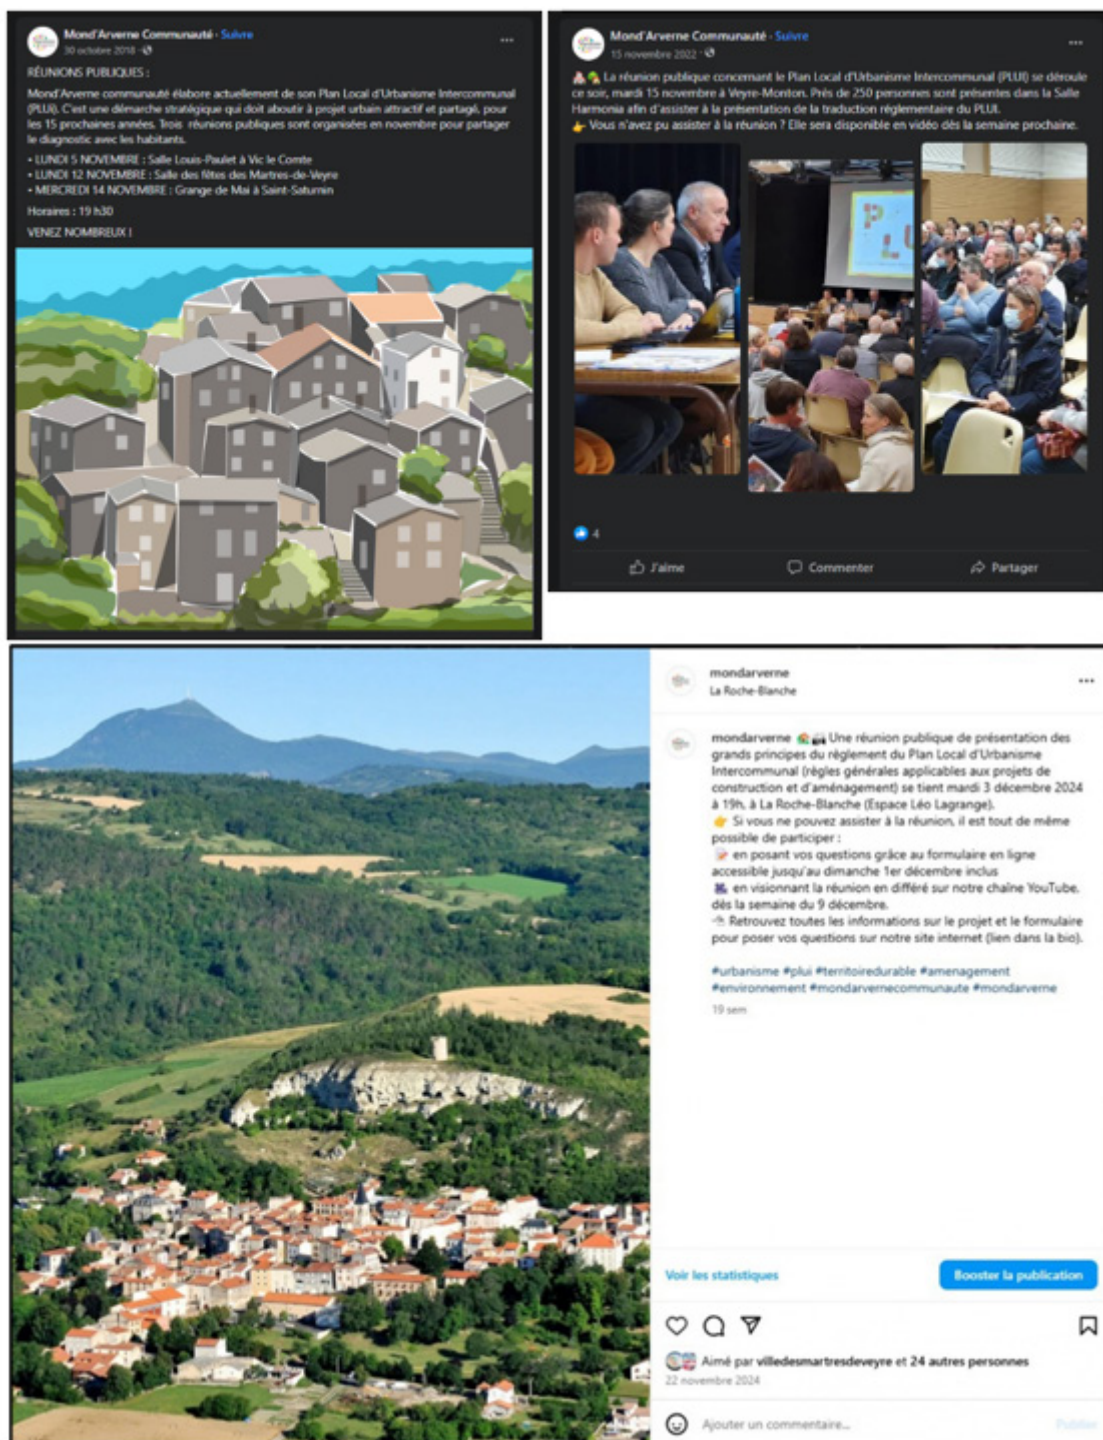 Mond'Arverne Communauté · Suivre
30 octobre 2018 ·
RÉUNIONS PUBLIQUES :
Mond'Arverne communauté élabore actuellement de son Plan Local d'Urbanisme Intercommunal
(PLUi). C'est une démarche stratégique qui doit aboutir à projet urbain attractif et partagé, pour
les 15 prochaines années. Trois réunions publiques sont organisées en novembre pour partager
le diagnostic avec les habitants.
• LUNDI 5 NOVEMBRE : Salle Louis-Paulet à Vic le Comte
• LUNDI 12 NOVEMBRE : Salle des fêtes des Martres-de-Veyre
• MERCREDI 14 NOVEMBRE : Grange de Mai à Saint-Saturnin
Horaires : 19 h30
VENEZ NOMBREUX !
Mond'Arverne Communauté · Suivre
15 novembre 2022 ·
La réunion publique concernant le Plan Local d'Urbanisme Intercommunal (PLUI) se déroule
ce soir, mardi 15 novembre à Veyre-Monton. Près de 250 personnes sont présentes dans la Salle
Harmonia afin d'assister à la présentation de la traduction réglementaire du PLUI.
👉 Vous n'avez pu assister à la réunion ? Elle sera disponible en vidéo dès la semaine prochaine.
PLU
4
J'aime
Commenter
Partager
mondarverne
La Roche-Blanche
mondarverne Une réunion publique de présentation des
grands principes du règlement du Plan Local d'Urbanisme
Intercommunal (règles générales applicables aux projets de
construction et d'aménagement) se tient mardi 3 décembre 2024
à 19h, à La Roche-Blanche (Espace Léo Lagrange).
👉 Si vous ne pouvez assister à la réunion, il est tout de même
possible de participer :
📝 en posant vos questions grâce au formulaire en ligne
accessible jusqu'au dimanche 1er décembre inclus
en visionnant la réunion en différé sur notre chaîne YouTube,
dès la semaine du 9 décembre.
Retrouvez toutes les informations sur le projet et le formulaire
pour poser vos questions sur notre site internet (lien dans la bio).
#urbanisme #plui #territoiredurable #amenagement
#environnement #mondarvernecommunaute #mondarverne
19 sem
Voir les statistiques
Booster la publication
Aimé par villedesmartresdeveyre et 24 autres personnes
22 novembre 2024
Ajouter un commentaire...
Publier